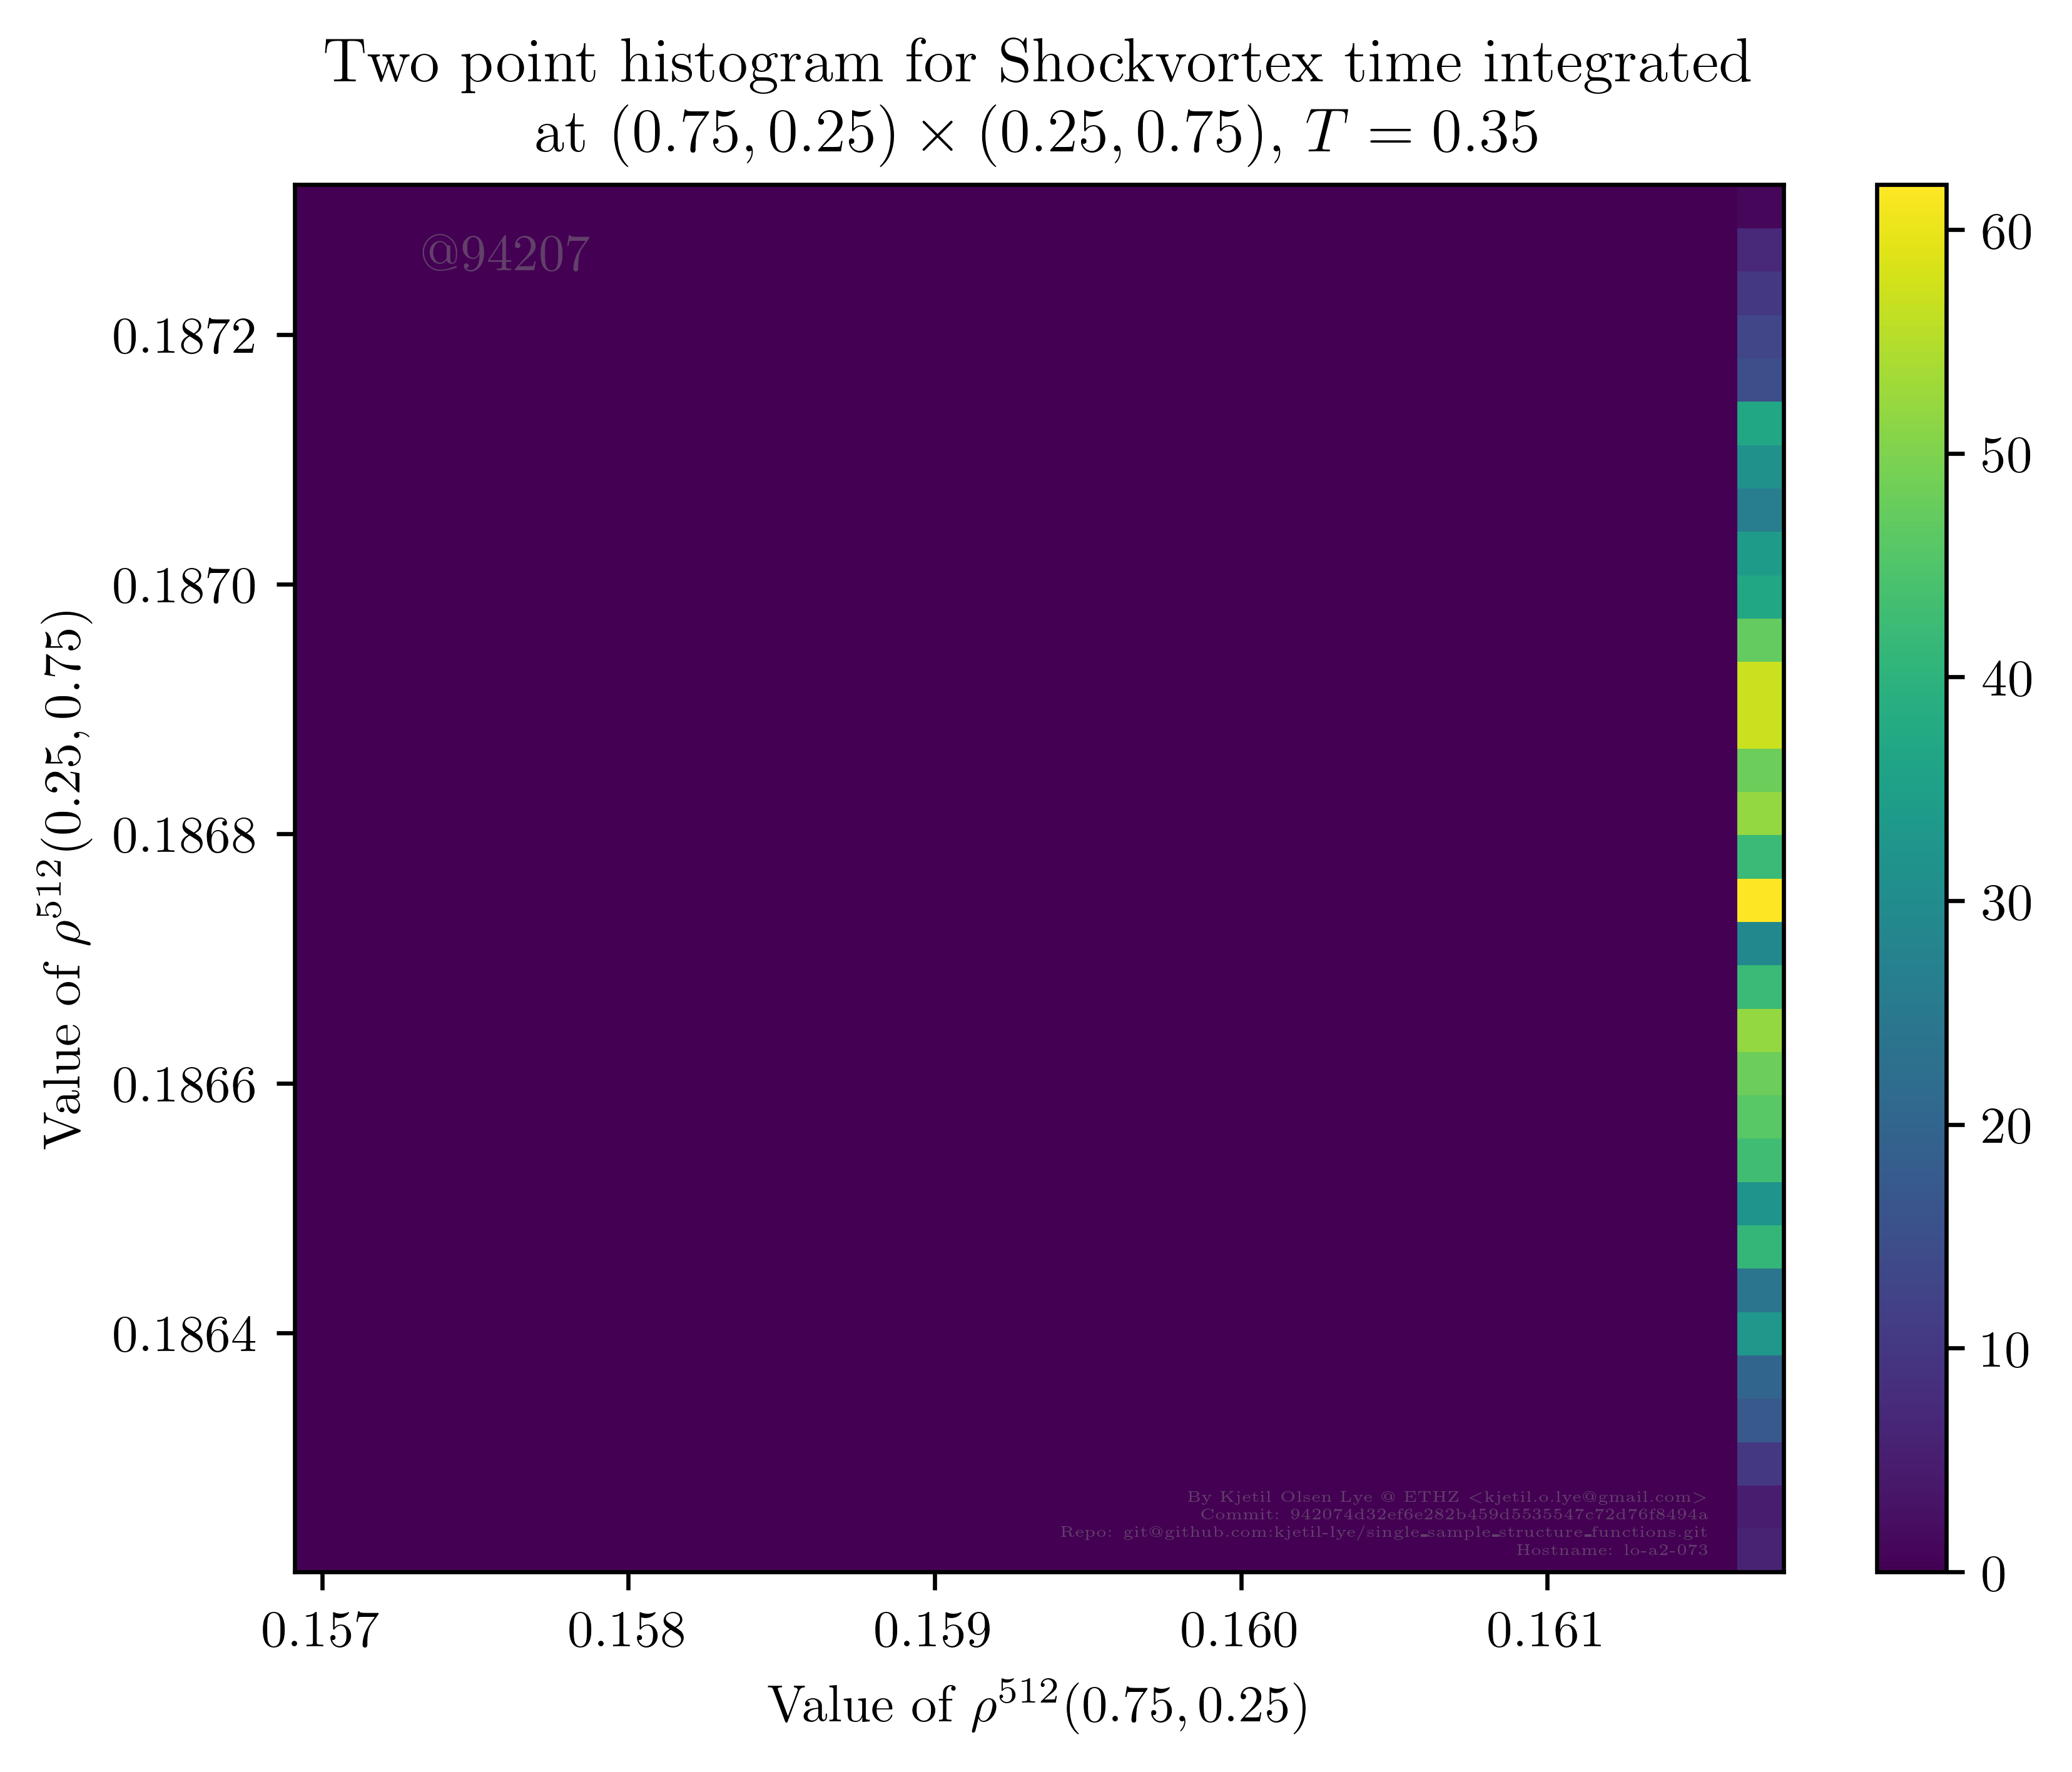 Two point histogram for Shockvortex time integrated
at (0.75, 0.25) × (0.25, 0.75), T = 0.35
@94207
0.1872
0.1870
0.1868
0.1866
0.1864
Value of ρ^512(0.25, 0.75)
60
50
40
30
20
10
0
By Kjetil Olsen Lye @ ETHZ <kjetil.o.lye@gmail.com>
Commit: 942074d32ef6e282b459d5535547c72d76f8494a
Repo: git@github.com:kjetil-lye/single_sample_structure_functions.git
Hostname: lo-a2-073
0.157 0.158 0.159 0.160 0.161
Value of ρ^512(0.75, 0.25)